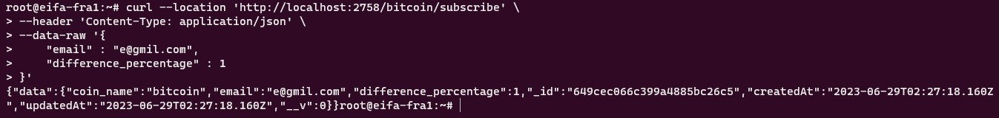 root@eifa-fra1:~# curl --location 'http://localhost:2758/bitcoin/subscribe' \
> --header 'Content-Type: application/json' \
> --data-raw '{
>     "email" : "e@gmil.com",
>     "difference_percentage" : 1
> }'
{"data":{"coin_name":"bitcoin","email":"e@gmil.com","difference_percentage":1,"_id":"649cec066c399a4885bc26c5","createdAt":"2023-06-29T02:27:18.160Z
","updatedAt":"2023-06-29T02:27:18.160Z","__v":0}}root@eifa-fra1:~#